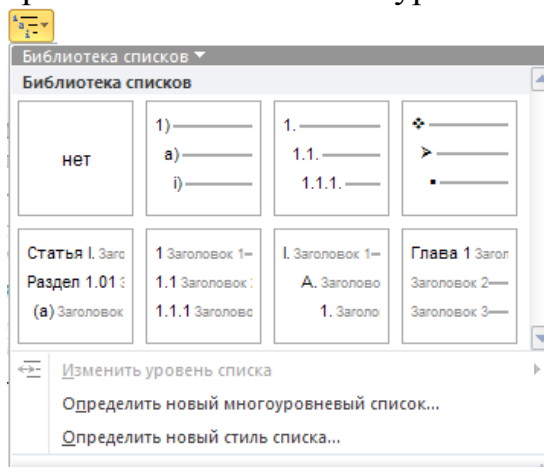 Библиотека списков
Библиотека списков
нет
1)
a)
i)
1.
1.1.
1.1.1.
Статья I. Заго
Раздел 1.01 З
(a) Заголовок
1 Заголовок 1
1.1 Заголовок
1.1.1 Заголово
I. Заголовок 1
A. Заголово
1. Заголо
Глава 1 Загол
Заголовок 2
Заголовок 3
Изменить уровень списка
Определить новый многоуровневый список...
Определить новый стиль списка...